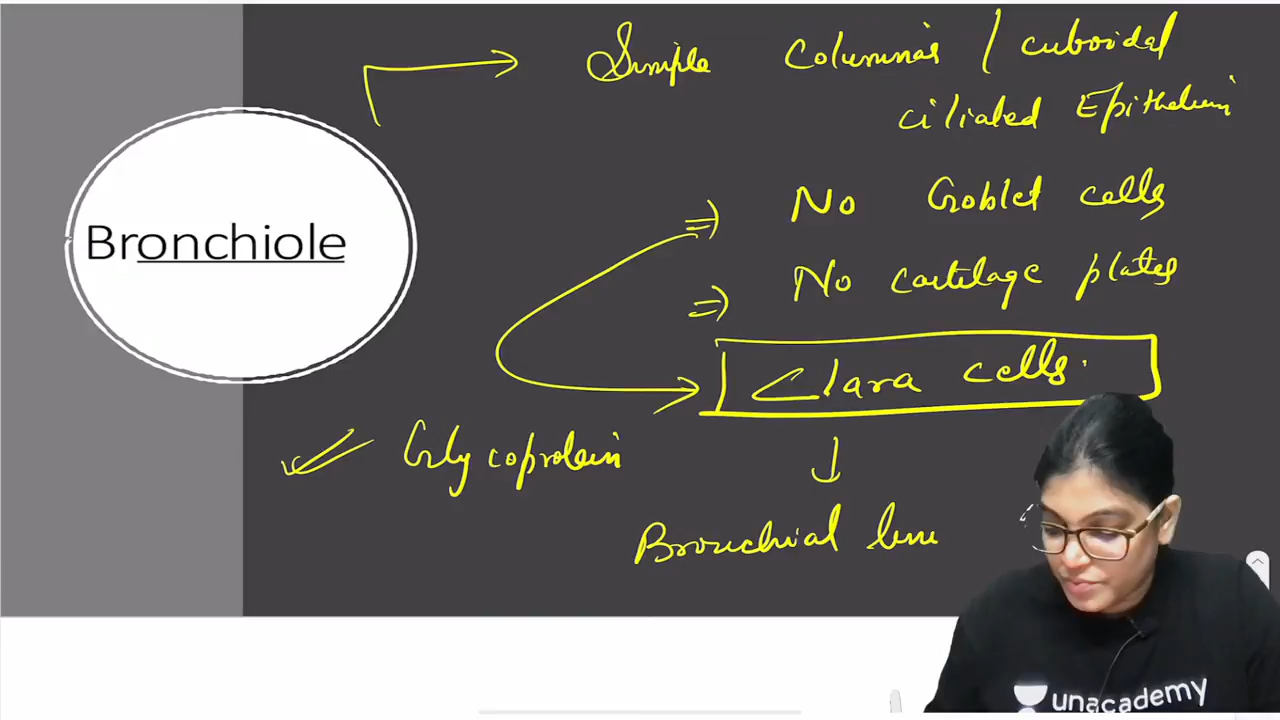 Simple Columnar / cuboidal
ciliated Epithelium
Bronchiole
No Goblet cells
No cartilage plates
Clara cells.
Glycoprotein
Bronchial
unacademy